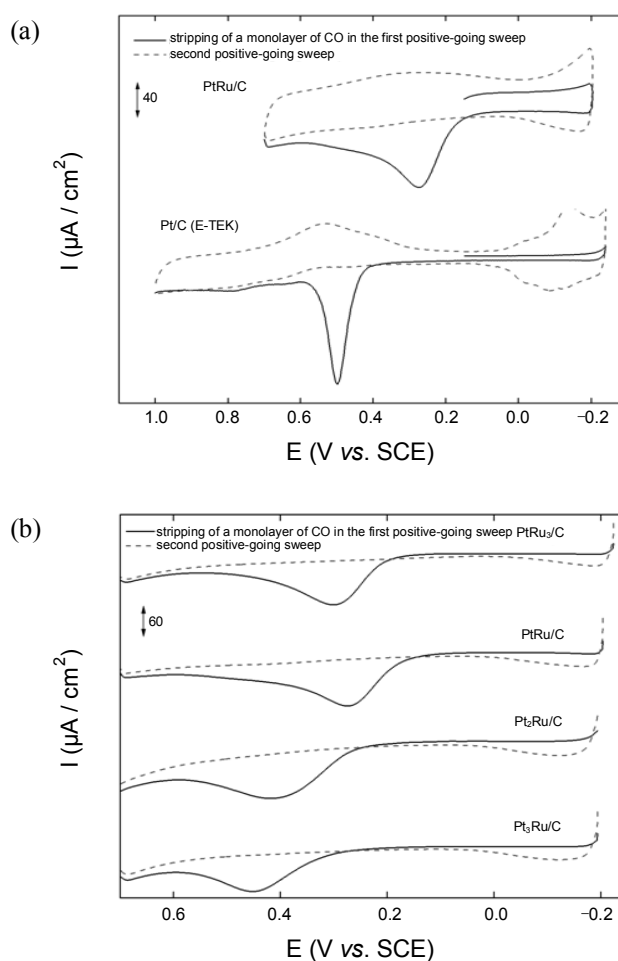 (a)
stripping of a monolayer of CO in the first positive-going sweep
second positive-going sweep
PtRu/C
40
Pt/C (E-TEK)
I (µA / cm²)
1.0 0.8 0.6 0.4 0.2 0.0 −0.2
E (V vs. SCE)
(b)
stripping of a monolayer of CO in the first positive-going sweep PtRu₃/C
second positive-going sweep
60
PtRu/C
Pt₂Ru/C
Pt₃Ru/C
I (µA / cm²)
0.6 0.4 0.2 0.0 −0.2
E (V vs. SCE)